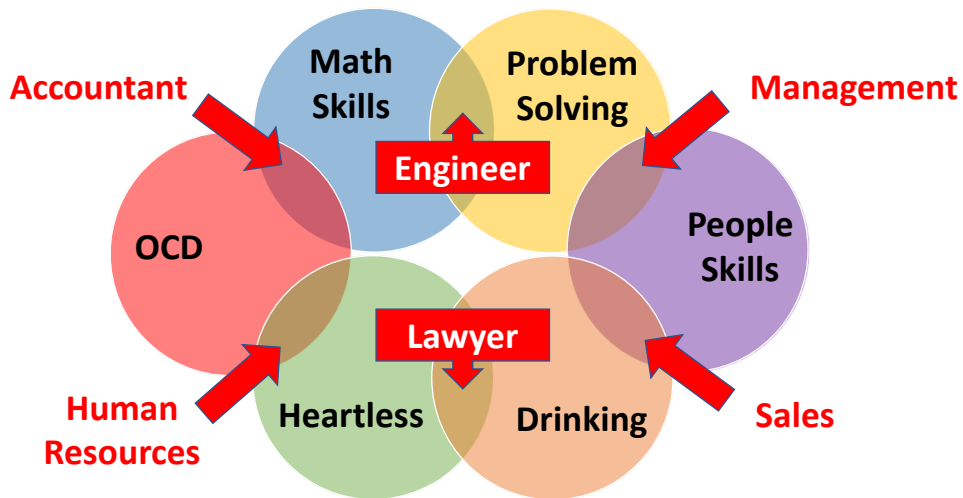 Math
Skills
Problem
Solving
Accountant
Management
Engineer
OCD
People
Skills
Lawyer
Human
Resources
Heartless
Drinking
Sales